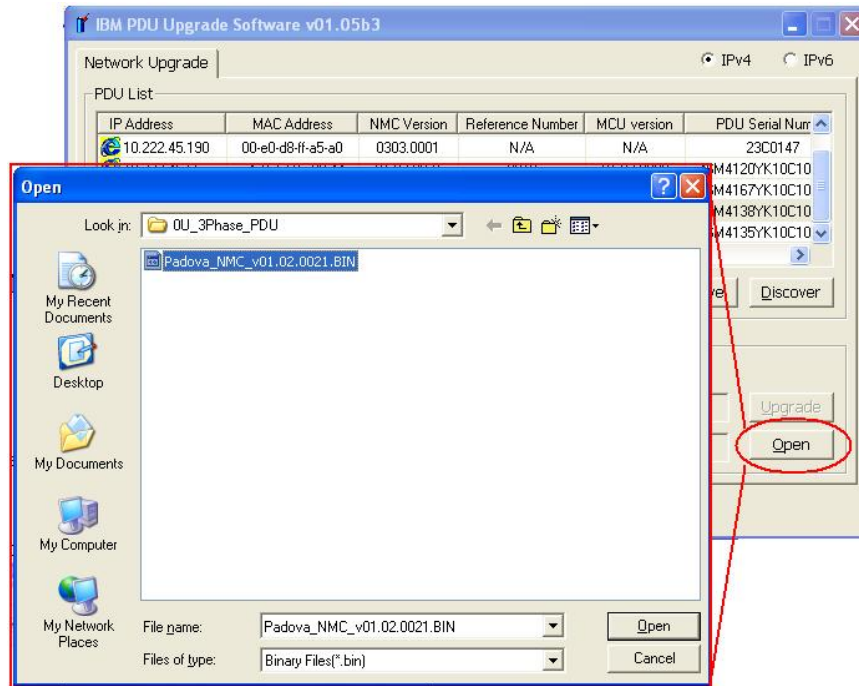 IBM PDU Upgrade Software v01.05b3
Network Upgrade
IPv4 IPv6
PDU List
IP Address MAC Address NMC Version Reference Number MCU version PDU Serial Num
10.222.45.190 00-e0-d8-ff-a5-a0 0303.0001 N/A N/A 23C0147
M4120YK10C10
M4167YK10C10
M4138YK10C10
M4135YK10C10
Discover
Upgrade
Open
Open
Look in: 0U_3Phase_PDU
Padova_NMC_v01.02.0021.BIN
My Recent
Documents
Desktop
My Documents
My Computer
My Network
Places
File name: Padova_NMC_v01.02.0021.BIN Open
Files of type: Binary Files(*.bin) Cancel